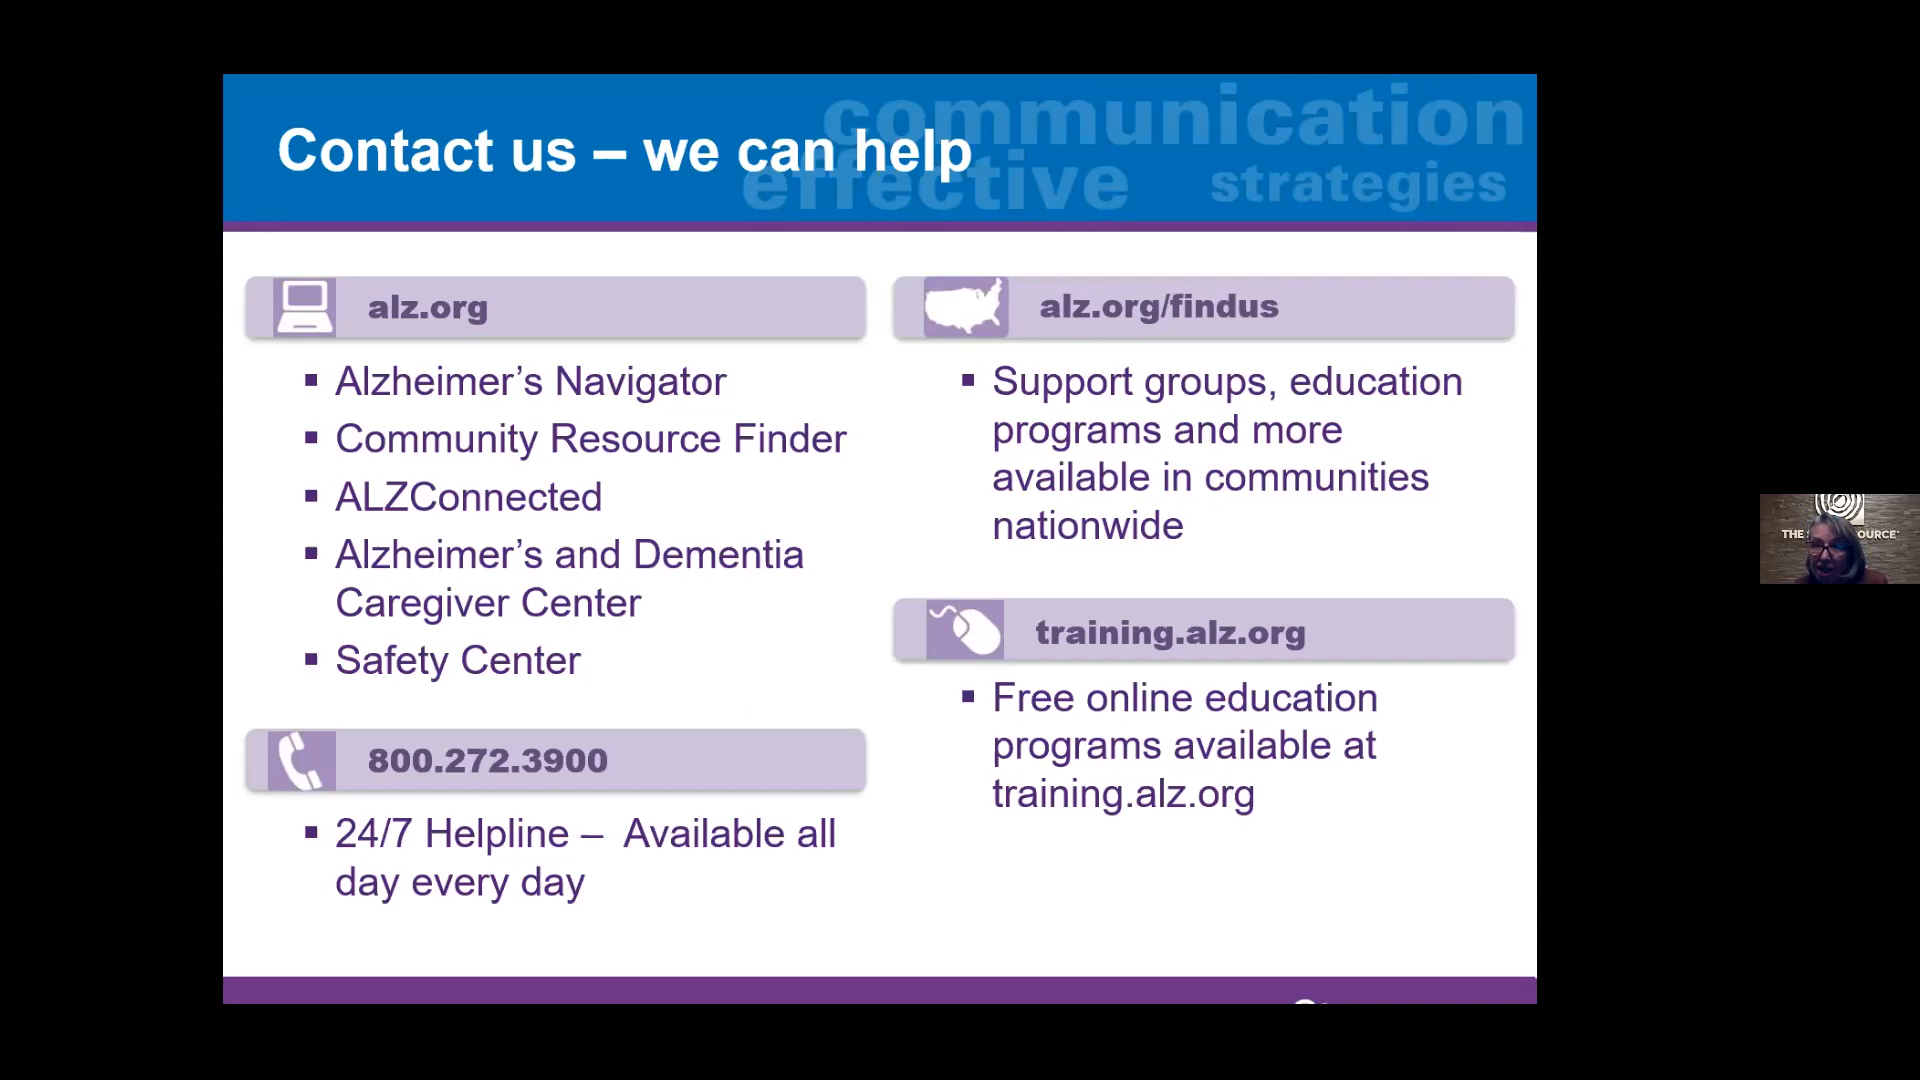 communication
effective strategies
Contact us – we can help
alz.org
Alzheimer’s Navigator
Community Resource Finder
ALZConnected
Alzheimer’s and Dementia
Caregiver Center
Safety Center
800.272.3900
24/7 Helpline – Available all
day every day
alz.org/findus
Support groups, education
programs and more
available in communities
nationwide
training.alz.org
Free online education
programs available at
training.alz.org
THE